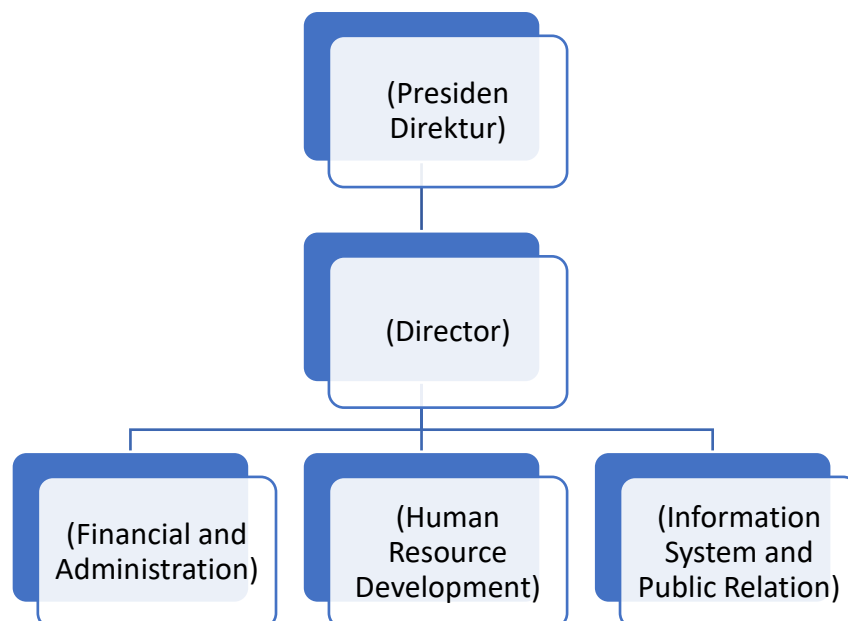 (Presiden
Direktur)
(Director)
(Financial and
Administration)
(Human
Resource
Development)
(Information
System and
Public Relation)